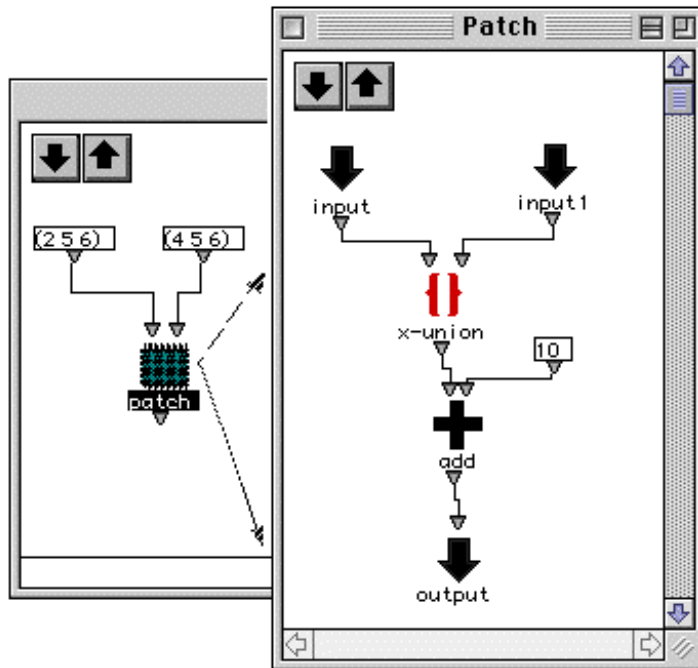 Patch
(2 5 6)
(4 5 6)
patch
input
input1
x-union
10
add
output